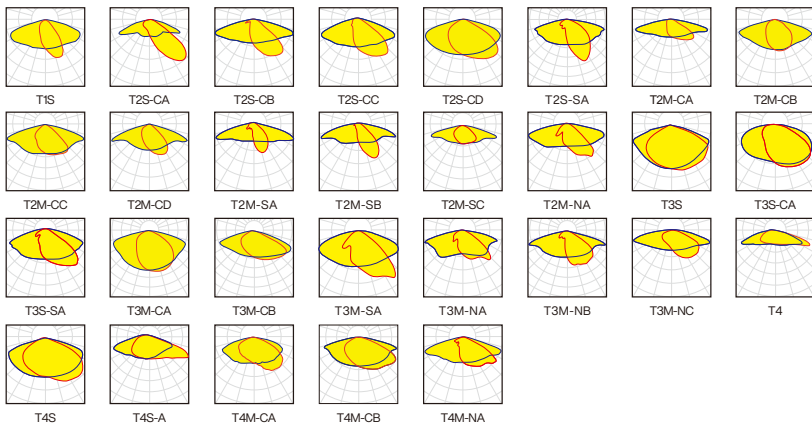 T1S T2S-CA T2S-CB T2S-CC T2S-CD T2S-SA T2M-CA T2M-CB
T2M-CC T2M-CD T2M-SA T2M-SB T2M-SC T2M-NA T3S T3S-CA
T3S-SA T3M-CA T3M-CB T3M-SA T3M-NA T3M-NB T3M-NC T4
T4S T4S-A T4M-CA T4M-CB T4M-NA